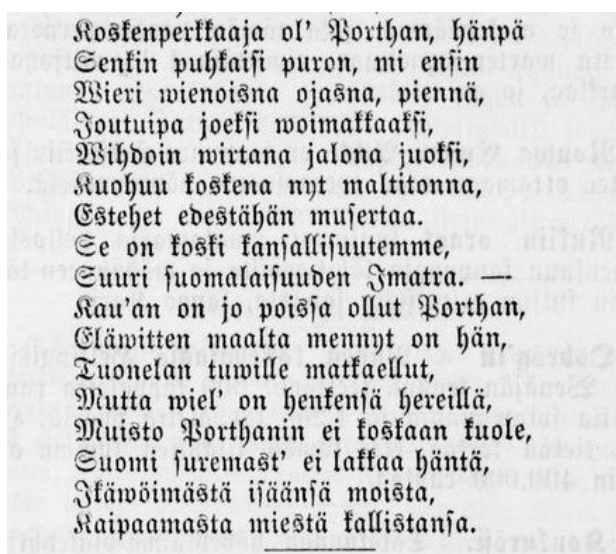 Koskenperkkaaja ol' Porthan, hänpä
Senkin puhkaisi puron, mi ensin
Wieri wienoisna ojasna, piennä,
Joutuipa joeksi woimakkaaksi,
Wihdoin wirtana jalona juoksi,
Kuohuu koskena nyt maltitonna,
Estehet edestähän musertaa.
Se on koski kansallisuutemme,
Suuri suomalaisuuden Imatra. —
Kau'an on jo poissa ollut Porthan,
Eläwitten maalta mennyt on hän,
Tuonelan tuwille matkaellut,
Mutta wiel' on henkensä wereissä,
Muisto Porthanin ei koskaan kuole,
Suomi suremast' ei lakkaa häntä,
Ikäwöimästä isäänsä moista,
Kaipaamasta miestä kallistansa.